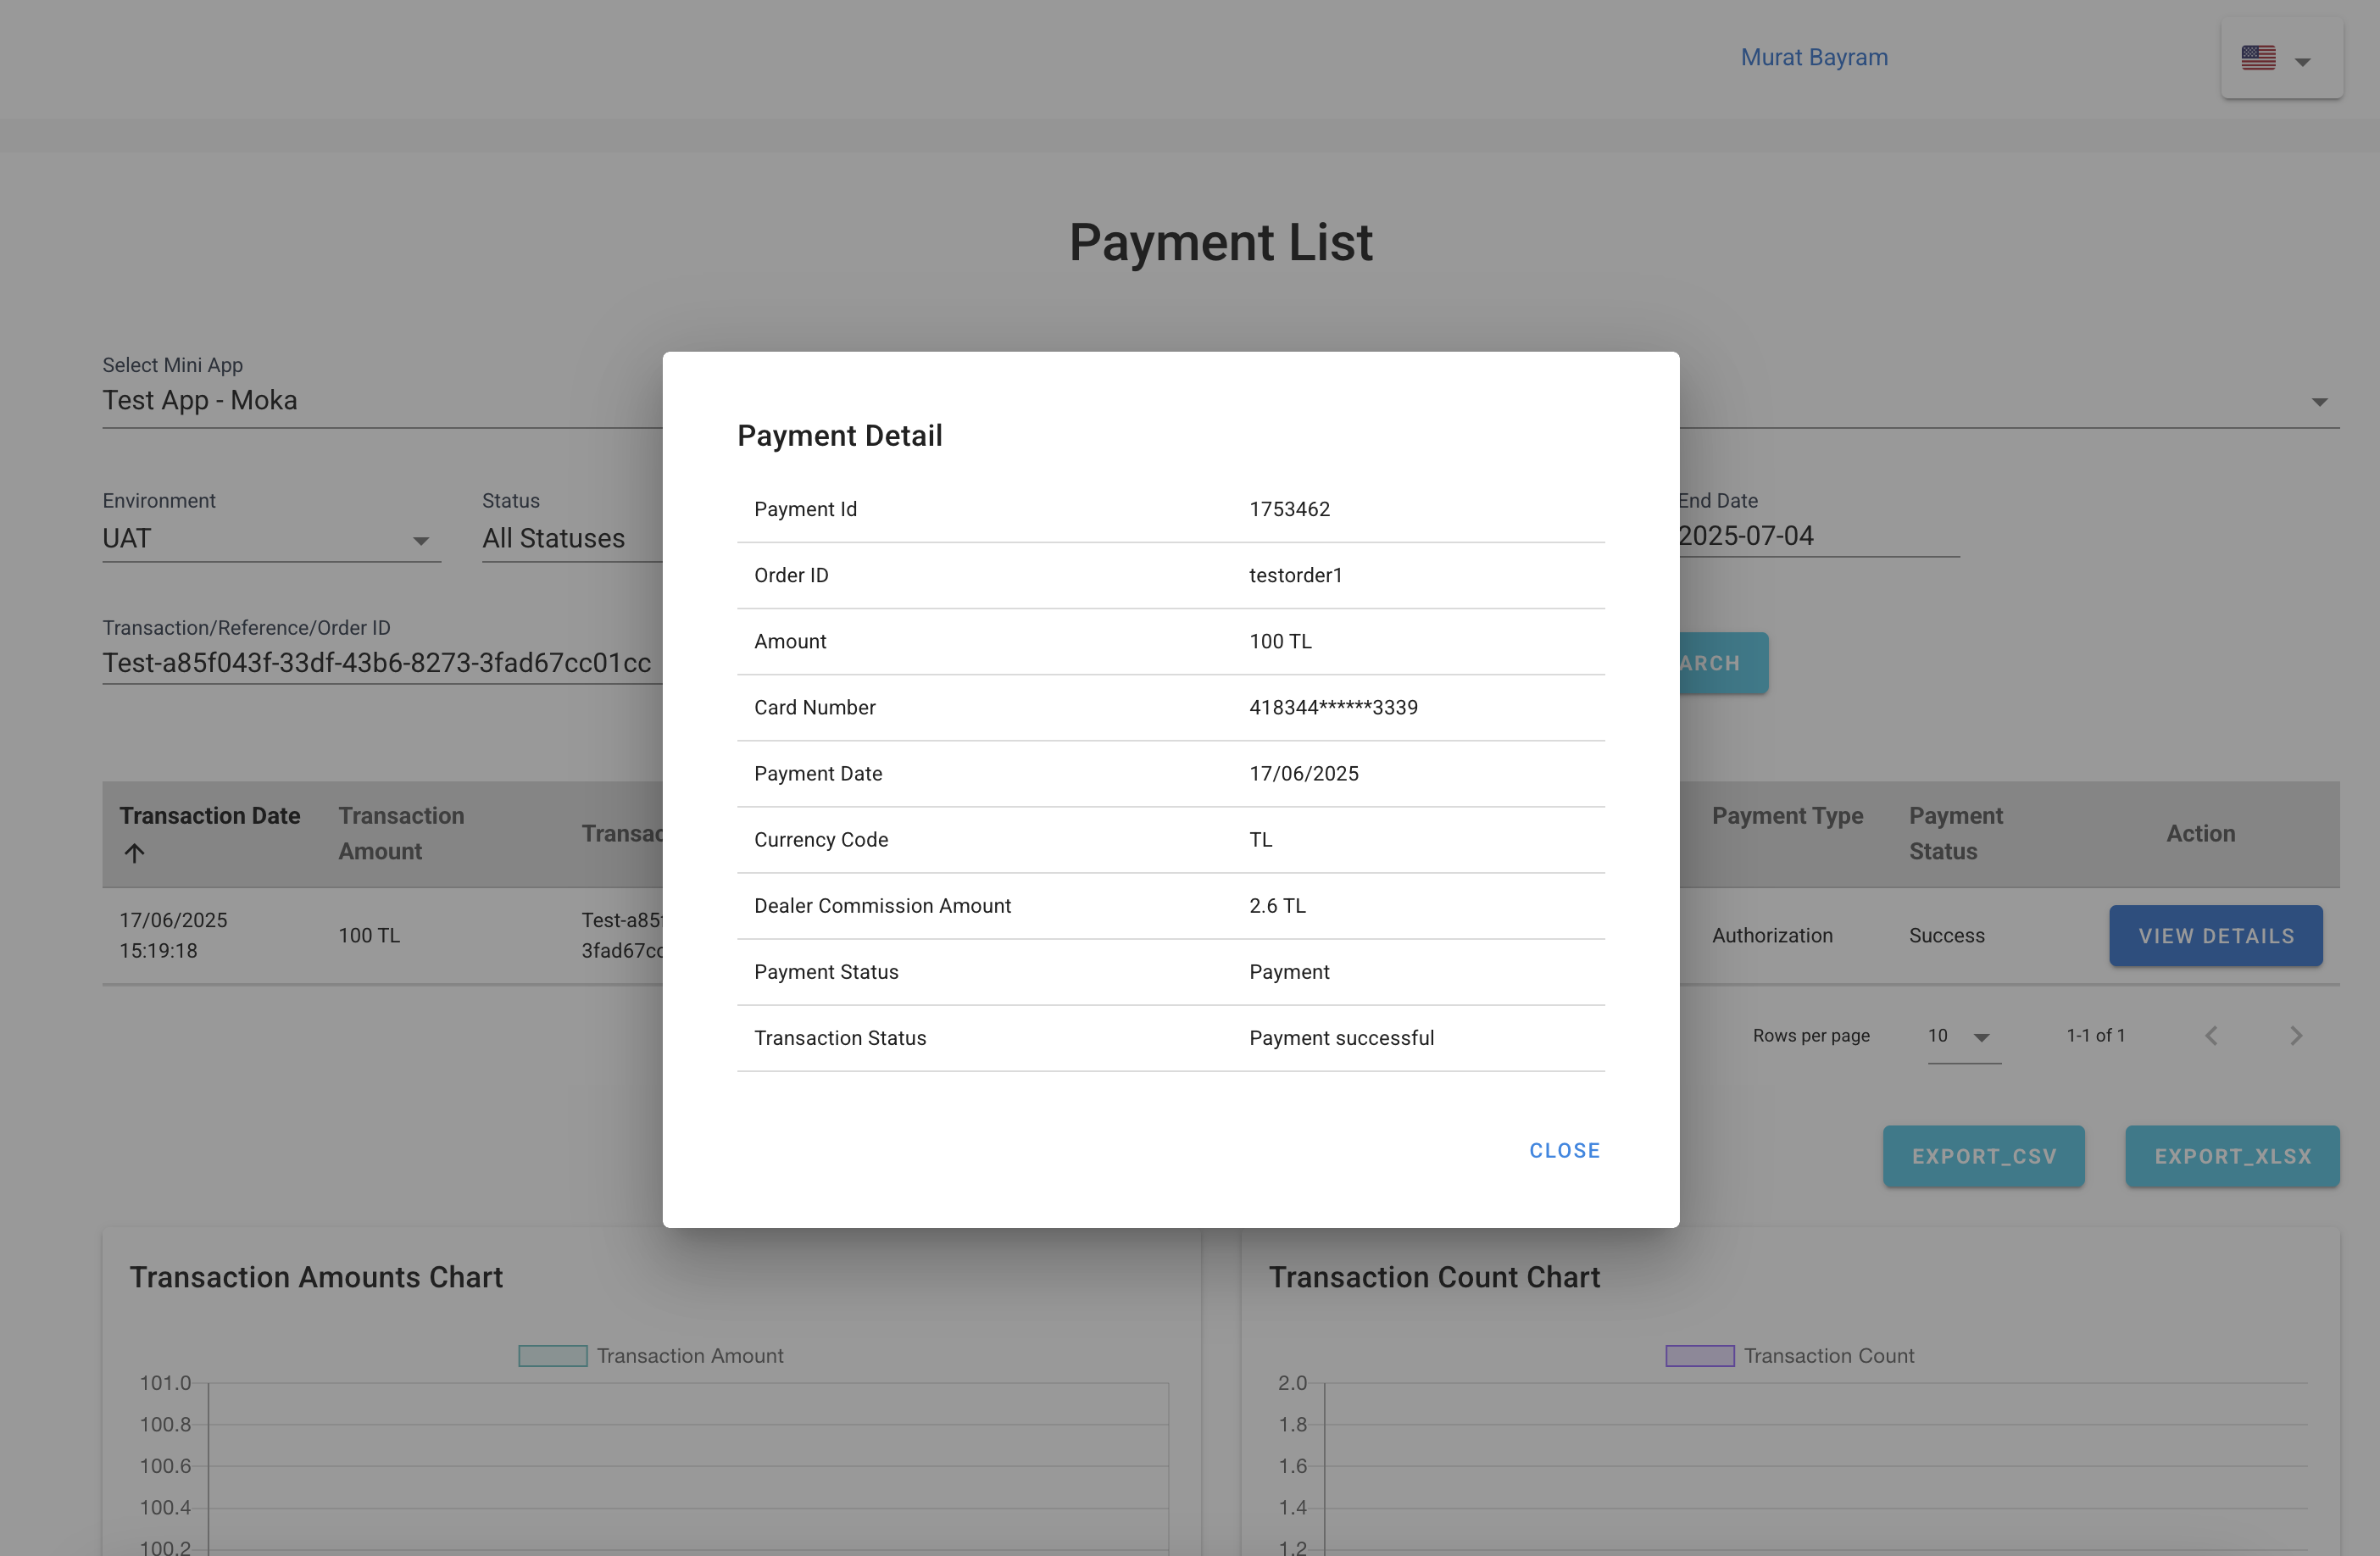 Murat Bayram
Payment List
Select Mini App
Test App - Moka
Environment
UAT
Status
All Statuses
End Date
2025-07-04
Transaction/Reference/Order ID
Test-a85f043f-33df-43b6-8273-3fad67cc01cc
ARCH
Payment Detail
Payment Id 1753462
Order ID testorder1
Amount 100 TL
Card Number 418344******3339
Payment Date 17/06/2025
Currency Code TL
Dealer Commission Amount 2.6 TL
Payment Status Payment
Transaction Status Payment successful
CLOSE
Transaction Date
Transaction
Amount
Transac
Payment Type
Payment
Status
Action
17/06/2025
15:19:18
100 TL
Test-a85
3fad67cc
Authorization
Success
VIEW DETAILS
Rows per page 10 1-1 of 1
EXPORT_CSV
EXPORT_XLSX
Transaction Amounts Chart
Transaction Amount
101.0
100.8
100.6
100.4
100.2
Transaction Count Chart
Transaction Count
2.0
1.8
1.6
1.4
1.2